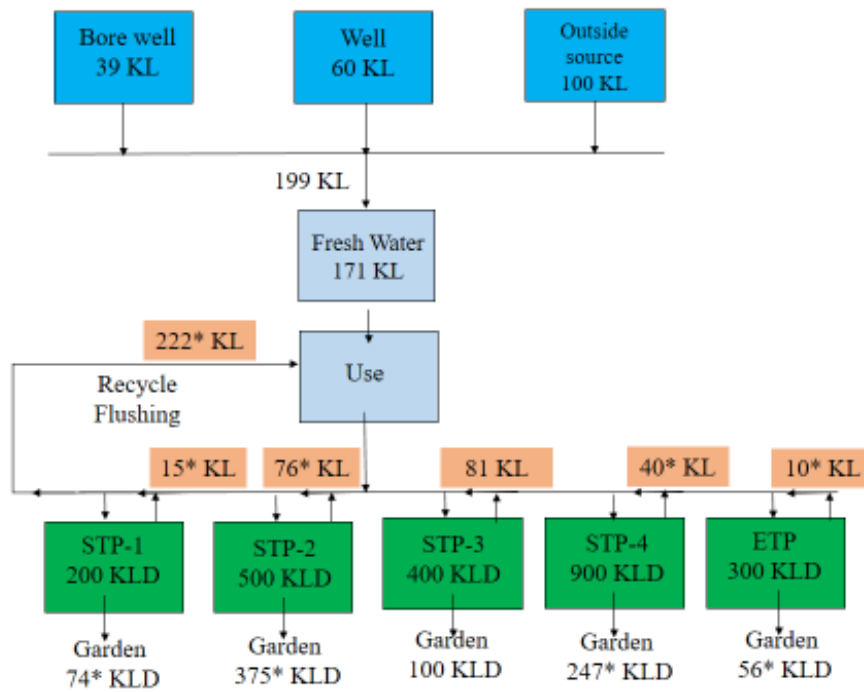 Bore well
39 KL
Well
60 KL
Outside
source
100 KL
199 KL
Fresh Water
171 KL
222* KL
Use
Recycle
Flushing
15* KL
76* KL
81 KL
40* KL
10* KL
STP-1
200 KLD
STP-2
500 KLD
STP-3
400 KLD
STP-4
900 KLD
ETP
300 KLD
Garden
74* KLD
Garden
375* KLD
Garden
100 KLD
Garden
247* KLD
Garden
56* KLD